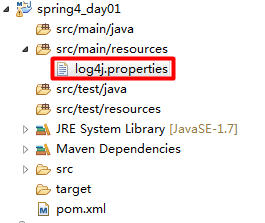 spring4_day01
src/main/java
src/main/resources
log4j.properties
src/test/java
src/test/resources
JRE System Library [JavaSE-1.7]
Maven Dependencies
src
target
pom.xml